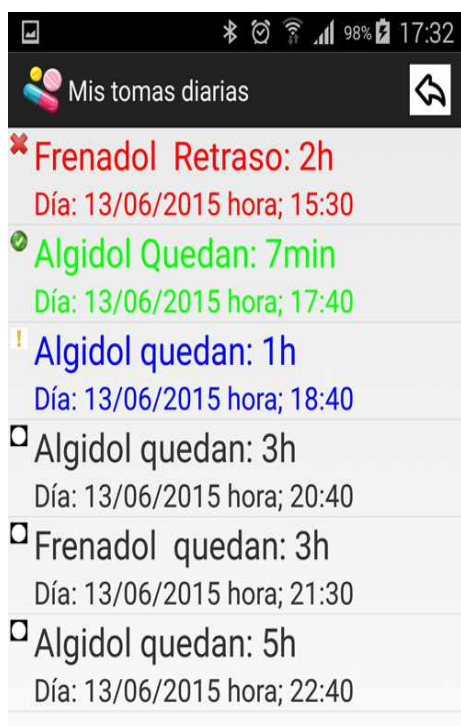 98% 17:32
Mis tomas diarias
Frenadol Retraso: 2h
Día: 13/06/2015 hora; 15:30
Algidol Quedan: 7min
Día: 13/06/2015 hora; 17:40
Algidol quedan: 1h
Día: 13/06/2015 hora; 18:40
Algidol quedan: 3h
Día: 13/06/2015 hora; 20:40
Frenadol quedan: 3h
Día: 13/06/2015 hora; 21:30
Algidol quedan: 5h
Día: 13/06/2015 hora; 22:40